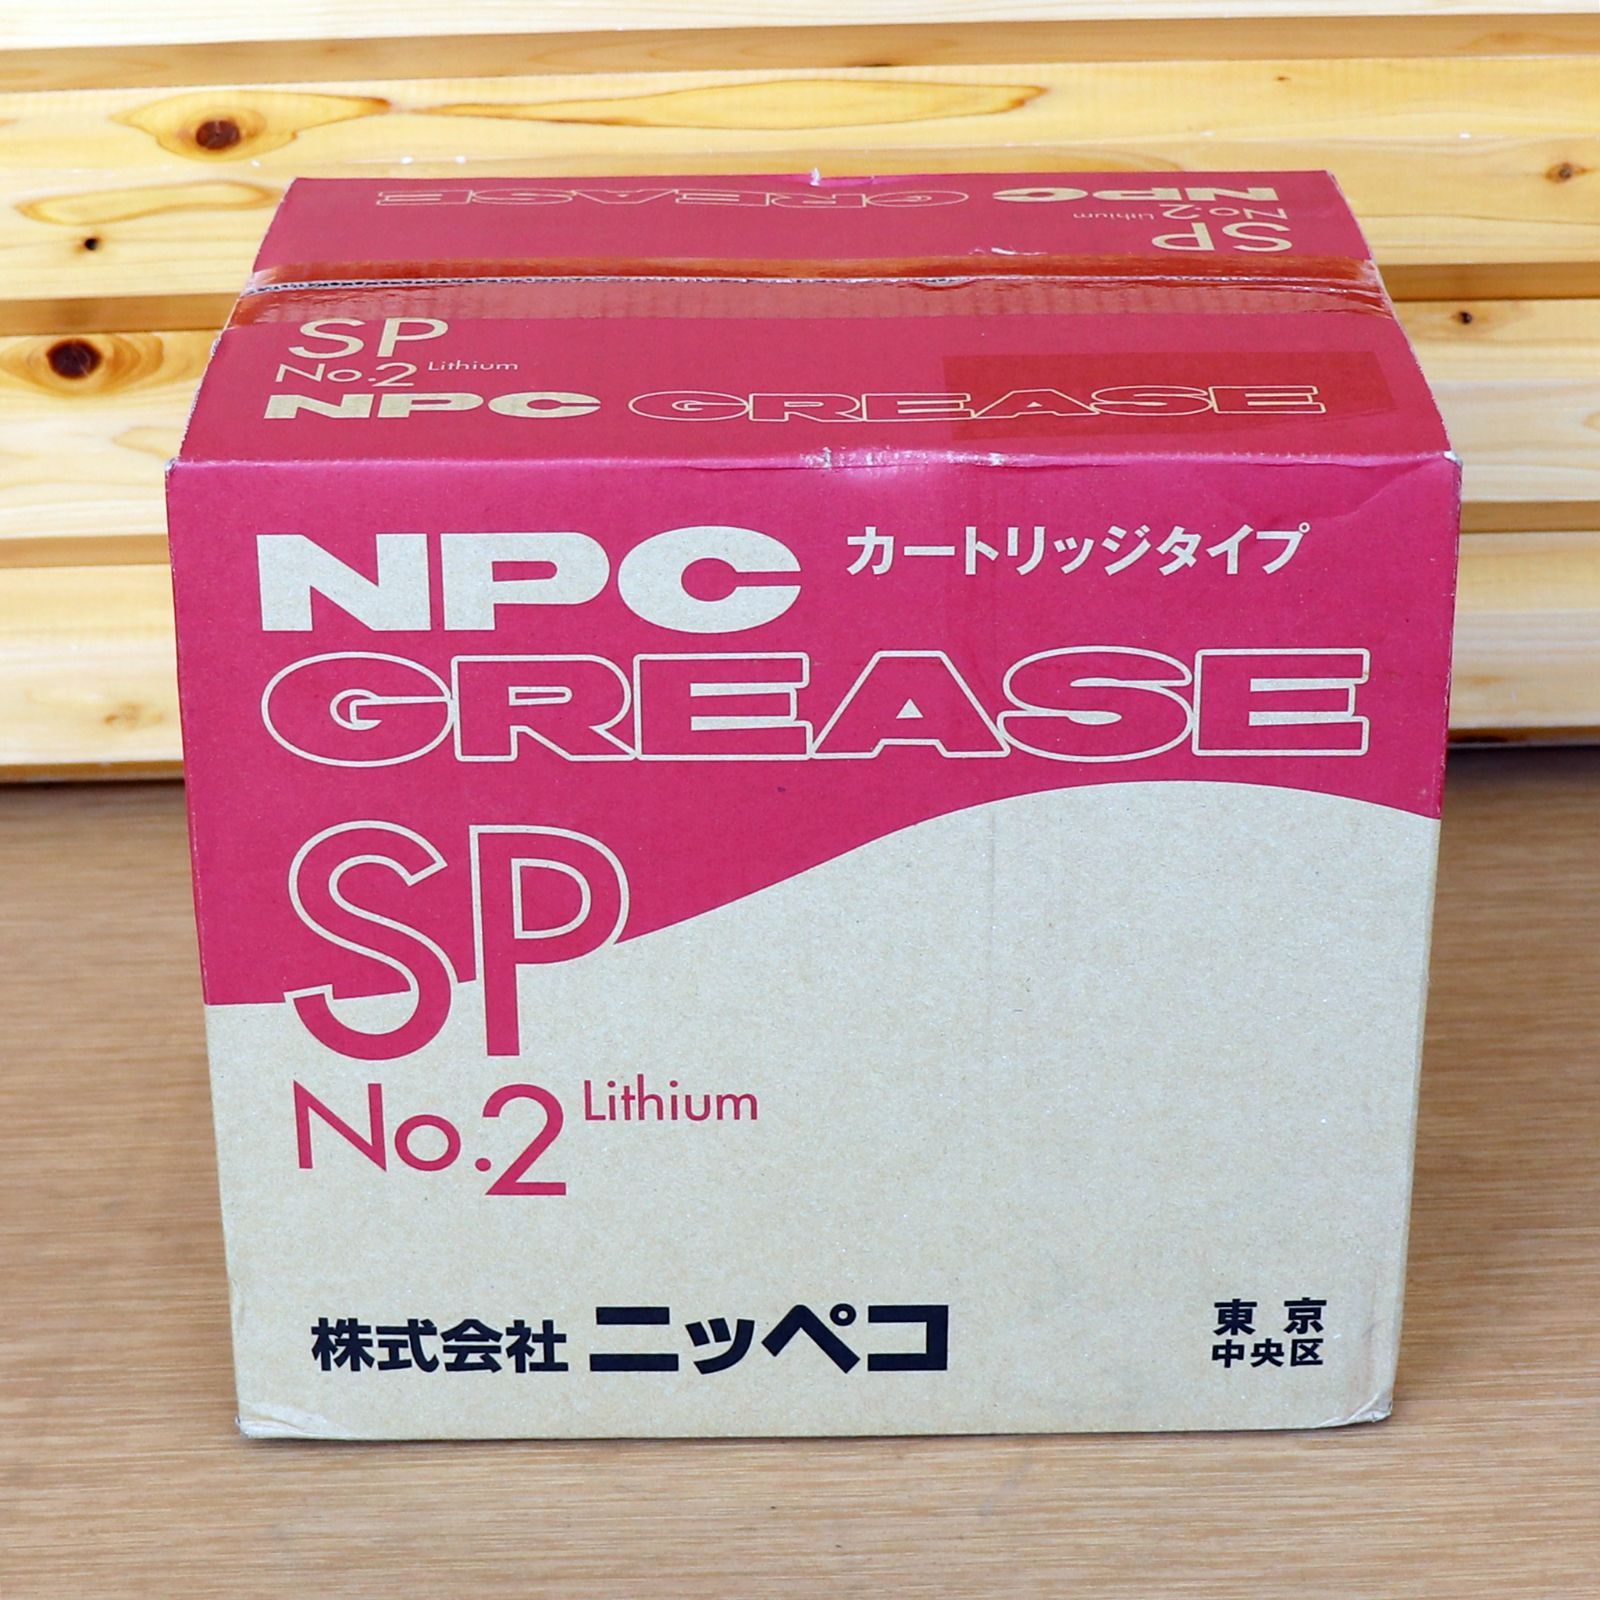 GREASE NPC
No.2 Lithium
SP
SP
No.2 Lithium
NPC GREASE
NPC カートリッジタイプ
GREASE
SP
No.2 Lithium
株式会社 ニッペコ
東京
中央区